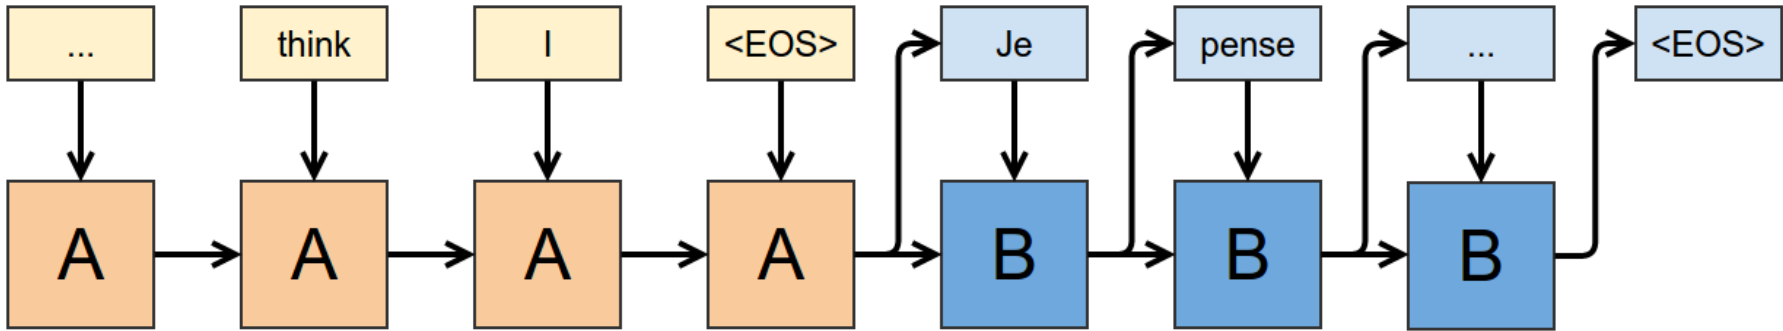 ... think I <EOS> Je pense ... <EOS>
A A A A B B B